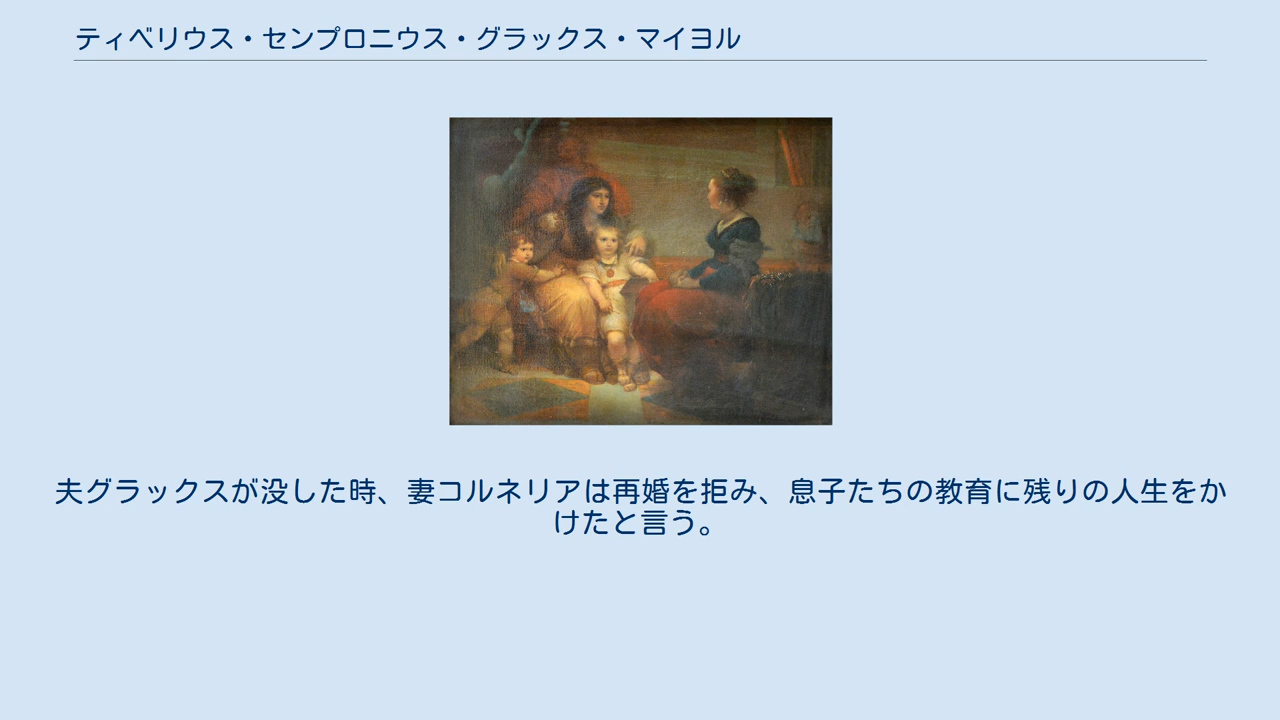 ティベリウス・センプロニウス・グラックス・マイヨル
夫グラックスが没した時、妻コルネリアは再婚を拒み、息子たちの教育に残りの人生をか
けたと言う。